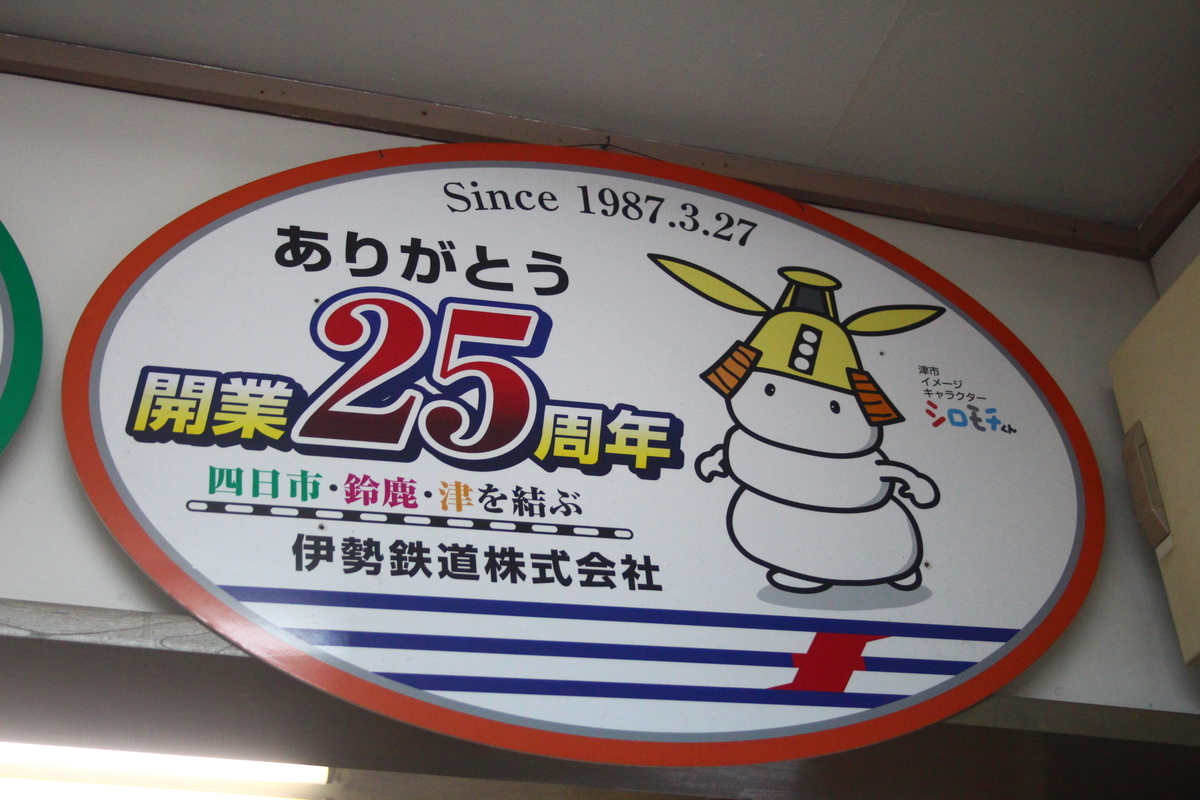 Since 1987.3.27
ありがとう
開業25周年
四日市・鈴鹿・津を結ぶ
伊勢鉄道株式会社
津市
イメージ
キャラクター
シロモチくん